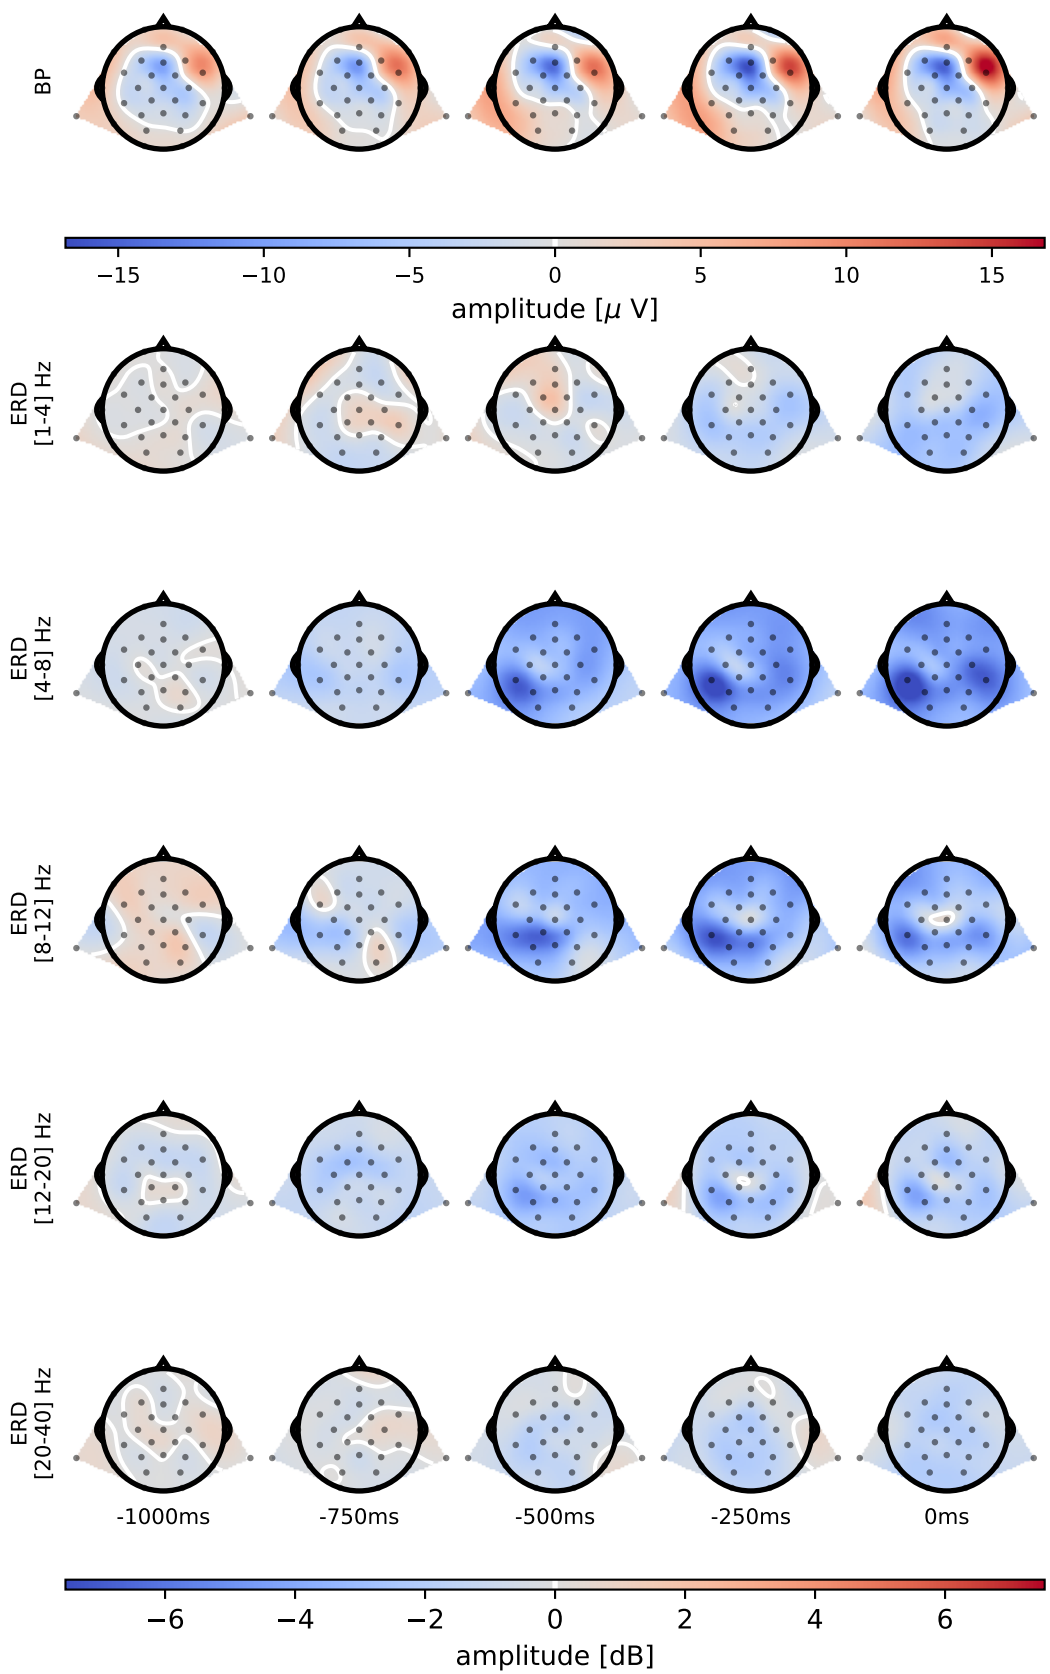 BP
−15 −10 −5 0 5 10 15
amplitude [μ V]
ERD
[1-4] Hz
ERD
[4-8] Hz
ERD
[8-12] Hz
ERD
[12-20] Hz
ERD
[20-40] Hz
-1000ms -750ms -500ms -250ms 0ms
−6 −4 −2 0 2 4 6
amplitude [dB]